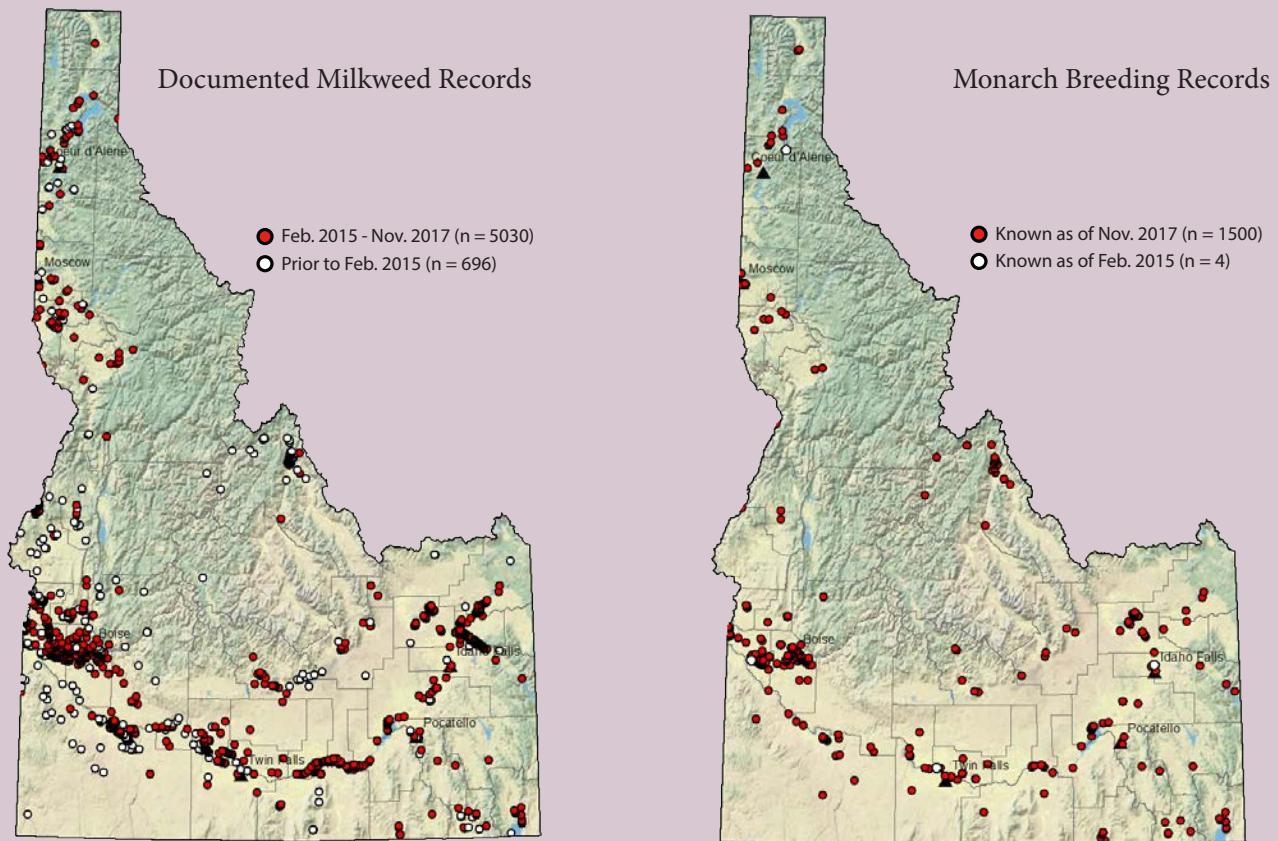 Documented Milkweed Records
Feb. 2015 - Nov. 2017 (n = 5030)
Prior to Feb. 2015 (n = 696)
Coeur d'Alene
Moscow
Boise
Idaho Falls
Pocatello
Twin Falls
Monarch Breeding Records
Known as of Nov. 2017 (n = 1500)
Known as of Feb. 2015 (n = 4)
Coeur d'Alene
Moscow
Boise
Idaho Falls
Pocatello
Twin Falls